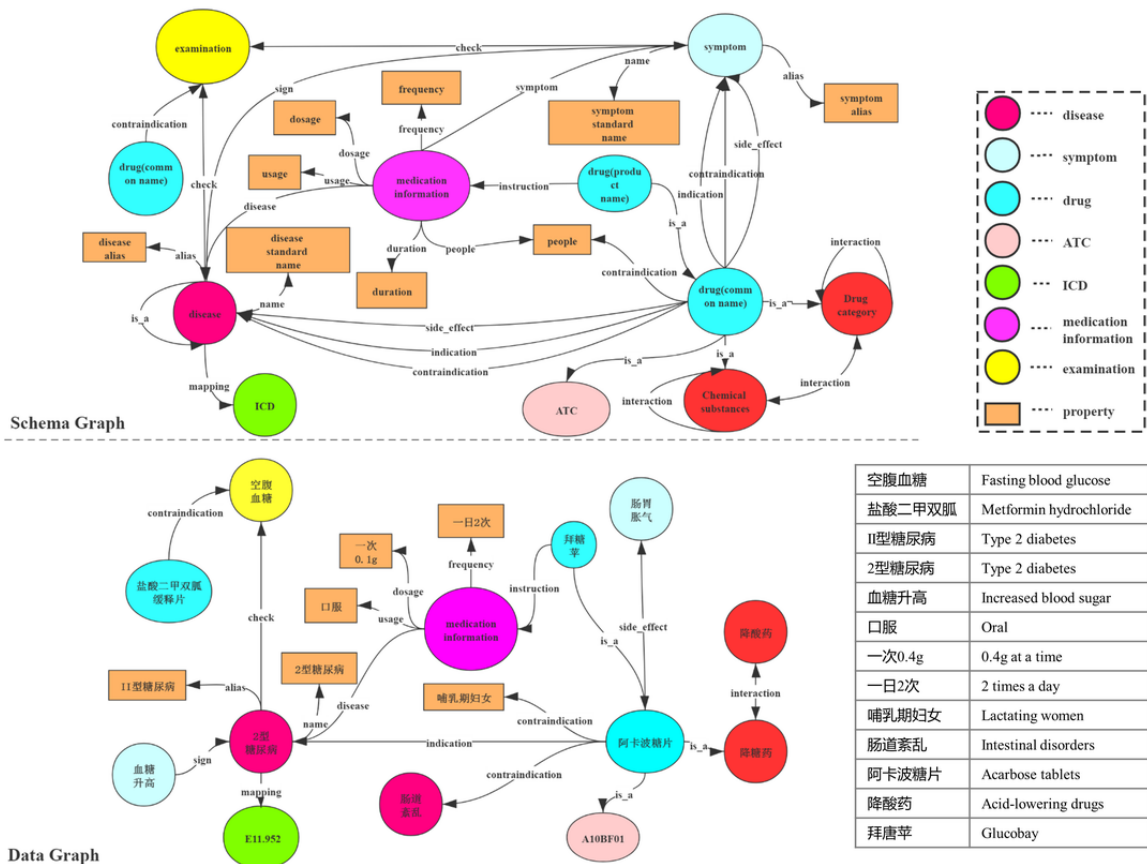 examination
check
symptom
name
alias
sign
symptom
frequency
symptom
standard
name
symptom
alias
contraindication
dosage
frequency
side_effect
drug(comm
on name)
dosage
usage
usage
medication
information
instruction
drug(produc
t
name)
contraindication
indication
check
disease
is_a
disease
alias
alias
disease
standard
name
duration
people
people
interaction
contraindication
duration
name
disease
is_a
drug(comm
on name)
is_a
Drug
category
side_effect
indication
contraindication
is_a
is_a
mapping
interaction
ICD
ATC
interaction
Chemical
substances
Schema Graph
disease
symptom
drug
ATC
ICD
medication
information
examination
property
空腹
血糖
contraindication
肠胃
胀气
一日2次
一次
0.1g
拜糖
苹
frequency
盐酸二甲双胍
缓释片
dosage
instruction
口服
usage
medication
information
check
side_effect
is_a
降酸药
2型糖尿病
II型糖尿病
alias
哺乳期妇女
disease
name
contraindication
interaction
2型
糖尿病
indication
阿卡波糖片
is_a
降糖药
血糖
升高
sign
contraindication
mapping
肠道
紊乱
is_a
E11.952
A10BF01
Data Graph
空腹血糖 Fasting blood glucose
盐酸二甲双胍 Metformin hydrochloride
II型糖尿病 Type 2 diabetes
2型糖尿病 Type 2 diabetes
血糖升高 Increased blood sugar
口服 Oral
一次0.4g 0.4g at a time
一日2次 2 times a day
哺乳期妇女 Lactating women
肠道紊乱 Intestinal disorders
阿卡波糖片 Acarbose tablets
降酸药 Acid-lowering drugs
拜唐苹 Glucobay